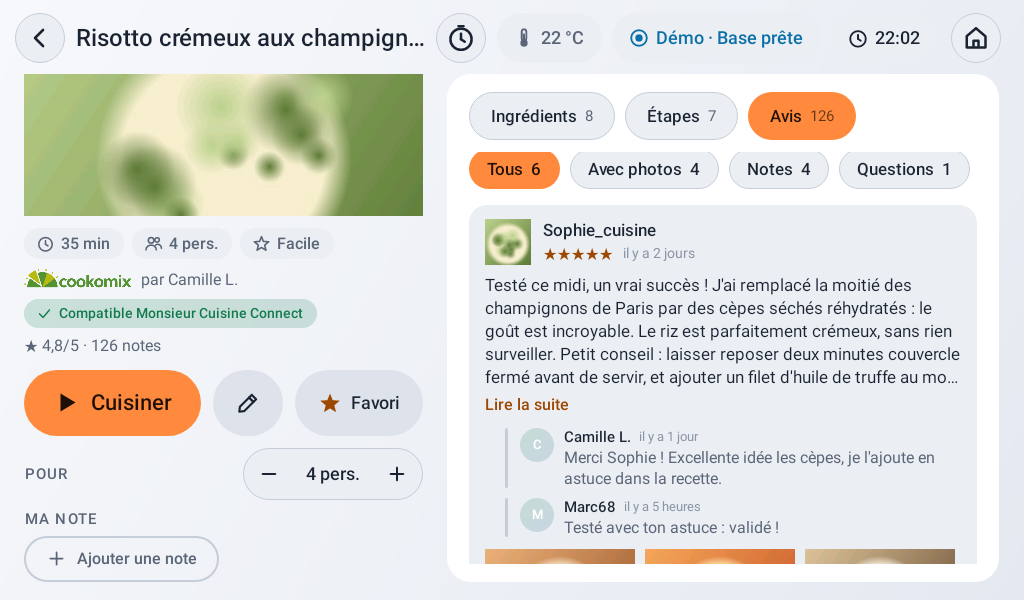 Risotto crémeux aux champign...
22 °C
Démo · Base prête
22:02
35 min
4 pers.
Facile
cookomix
par Camille L.
Compatible Monsieur Cuisine Connect
★ 4,8/5 · 126 notes
Cuisiner
Favori
POUR
4 pers.
MA NOTE
Ajouter une note
Ingrédients 8
Étapes 7
Avis 126
Tous 6
Avec photos 4
Notes 4
Questions 1
Sophie_cuisine
★★★★★ il y a 2 jours
Testé ce midi, un vrai succès ! J'ai remplacé la moitié des
champignons de Paris par des cèpes séchés réhydratés : le
goût est incroyable. Le riz est parfaitement crémeux, sans rien
surveiller. Petit conseil : laisser reposer deux minutes couvercle
fermé avant de servir, et ajouter un filet d'huile de truffe au mo...
Lire la suite
C
Camille L. il y a 1 jour
Merci Sophie ! Excellente idée les cèpes, je l'ajoute en
astuce dans la recette.
M
Marc68 il y a 5 heures
Testé avec ton astuce : validé !